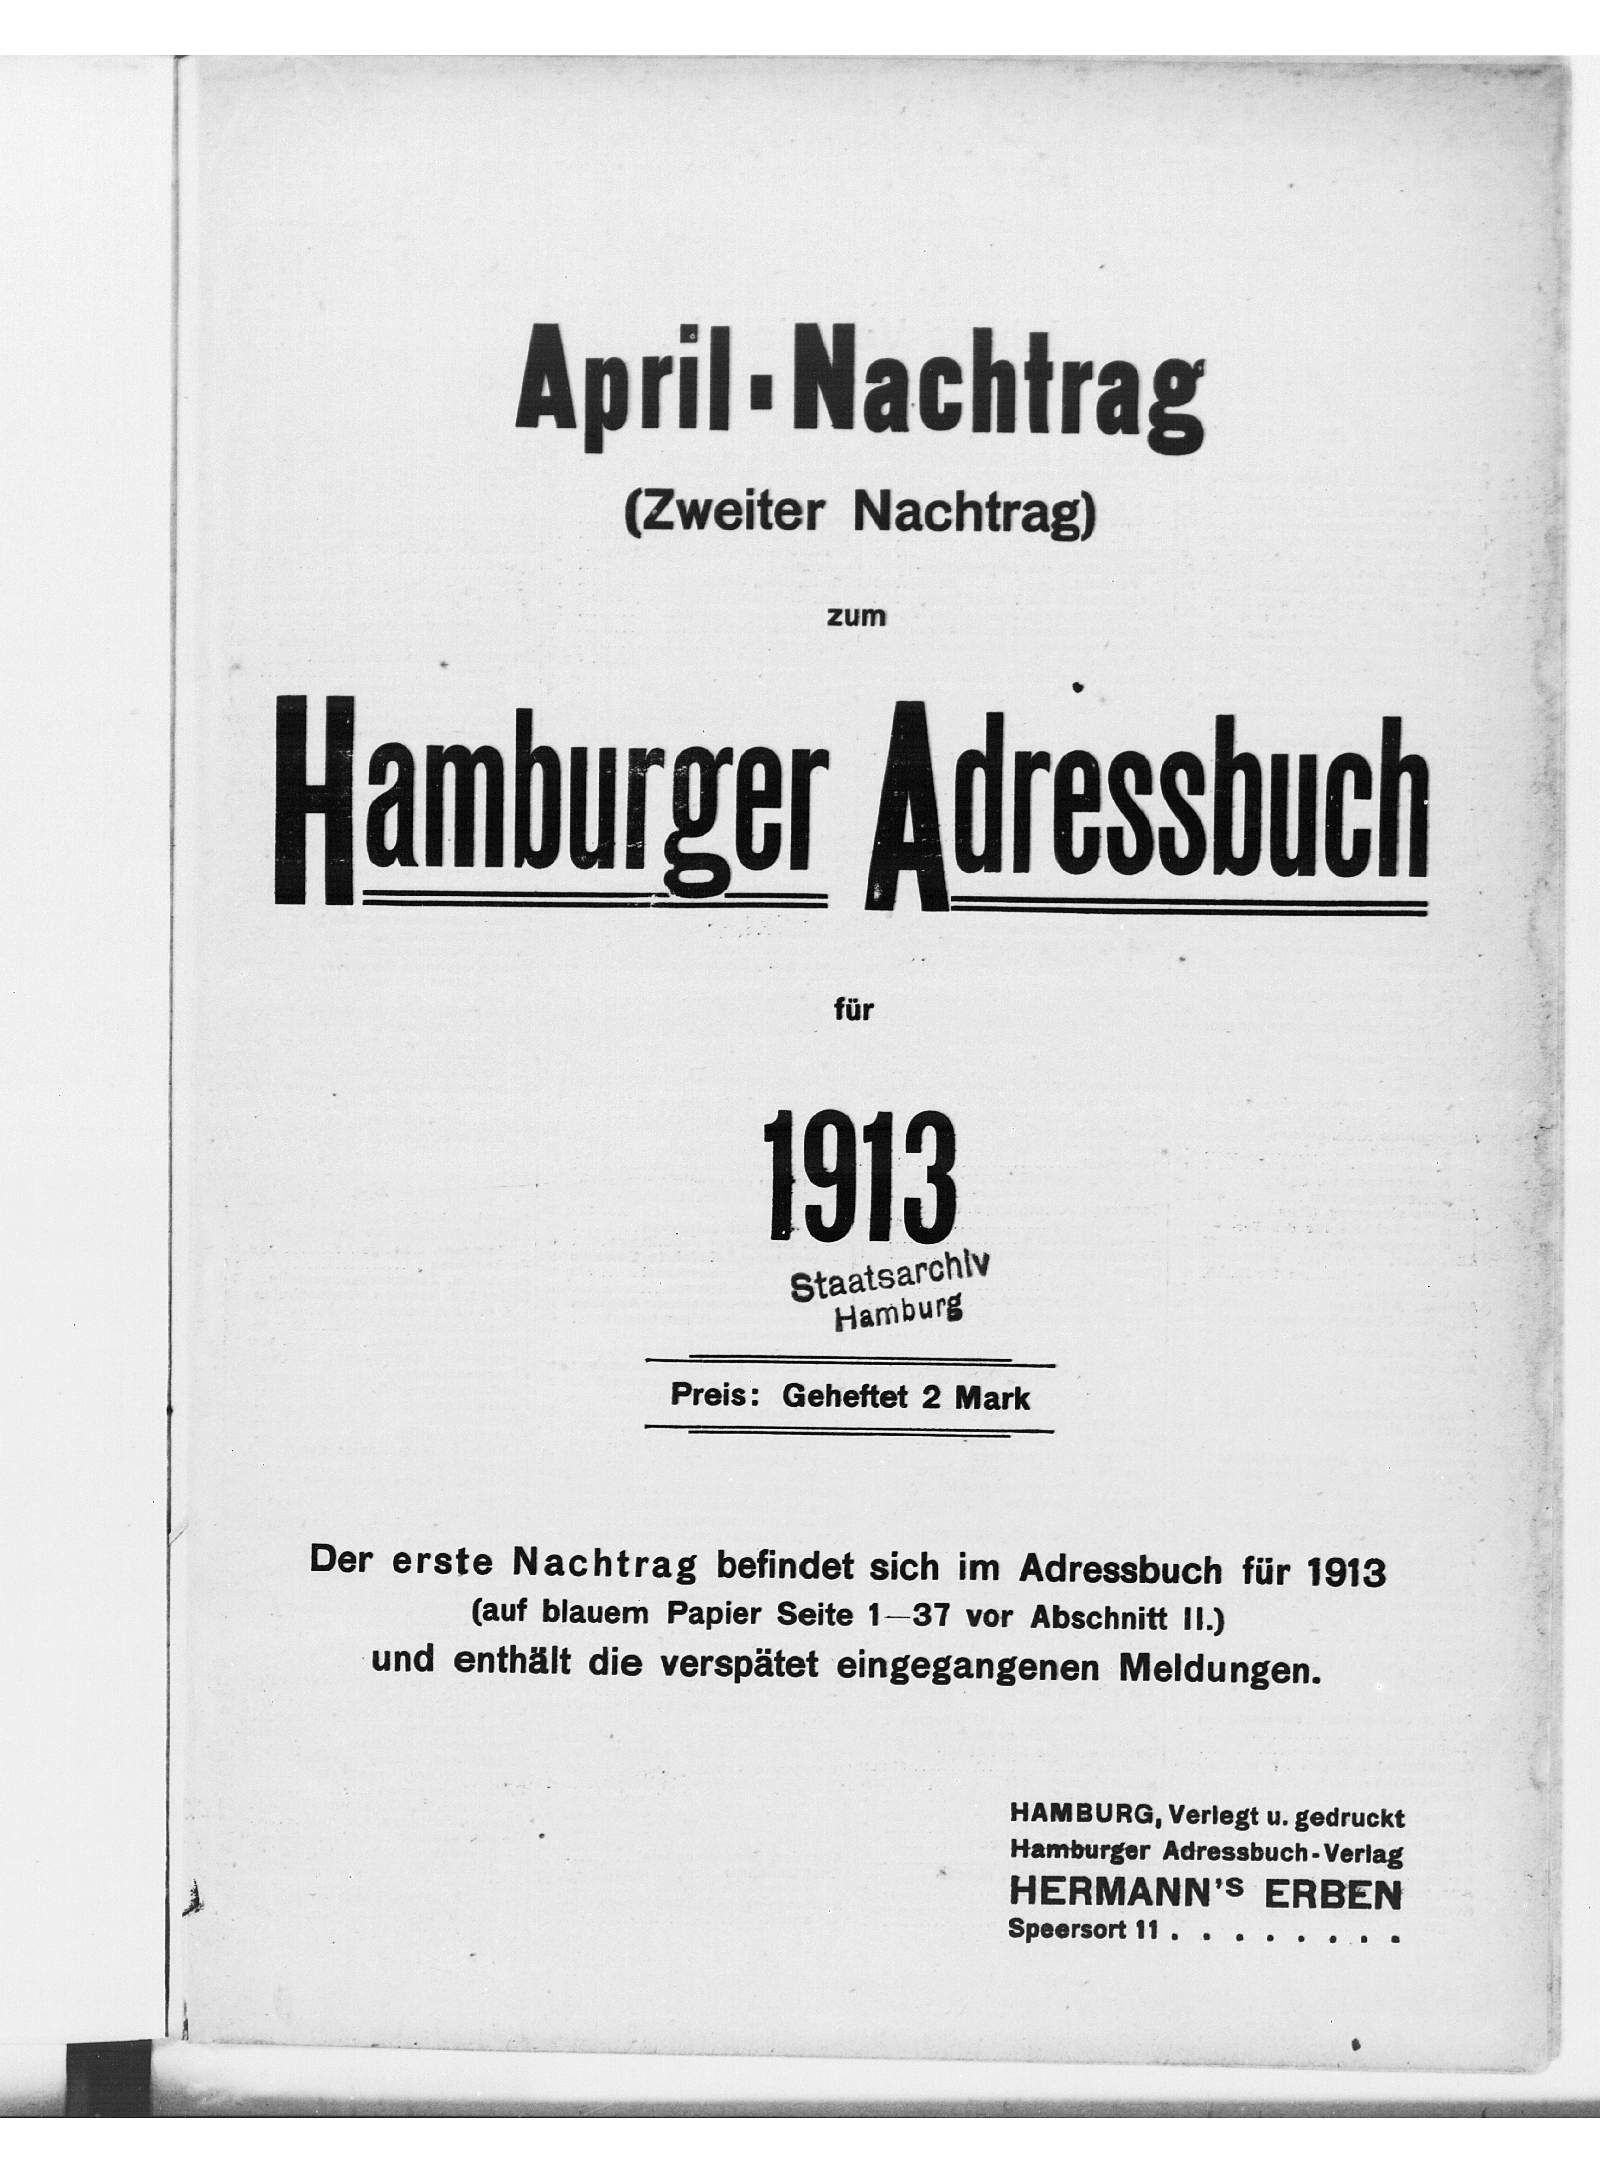 April-Nachtrag
(Zweiter Nachtrag)
zum
Hamburger Adressbuch
für
1913
Staatsarchiv
Hamburg
Preis: Geheftet 2 Mark
Der erste Nachtrag befindet sich im Adressbuch für 1913
(auf blauem Papier Seite 1—37 vor Abschnitt II.)
und enthält die verspätet eingegangenen Meldungen.
HAMBURG, Verlegt u. gedruckt
Hamburger Adressbuch-Verlag
HERMANN'S ERBEN
Speersort 11 . . . . . . . .